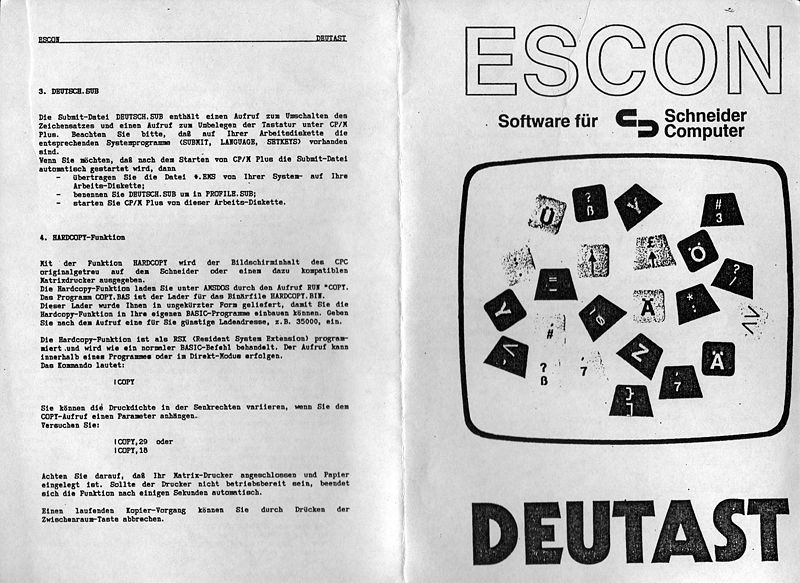 ESCON DEUTAST
3. DEUTSCH.SUB
Die Submit-Datei DEUTSCH.SUB enthält einen Aufruf zum Umschalten des
Zeichensatzes und einen Aufruf zum Umbelegen der Tastatur unter CP/M
Plus. Beachten Sie bitte, daß auf Ihrer Arbeitsdiskette die
entsprechenden Systemprogramme (SUBMIT, LANGUAGE, SETKEYS) vorhanden
sind.
Wenn Sie möchten, daß nach dem Starten von CP/M Plus die Submit-Datei
automatisch gestartet wird, dann
- übertragen Sie die Datei *.EMS von Ihrer System- auf Ihre
Arbeits-Diskette;
- benennen Sie DEUTSCH.SUB um in PROFILE.SUB;
- starten Sie CP/M Plus von dieser Arbeits-Diskette.
4. HARDCOPY-Funktion
Mit der Funktion HARDCOPY wird der Bildschirminhalt des CPC
originalgetreu auf dem Schneider oder einem dazu kompatiblen
Matrixdrucker ausgegeben.
Die Hardcopy-Funktion laden Sie unter AMSDOS durch den Aufruf RUN "COPY.
Das Programm COPY.BAS ist der Lader für das Binärfile HARDCOPY.BIN.
Dieser Lader wurde Ihnen in ungekürzter Form geliefert, damit Sie die
Hardcopy-Funktion in Ihre eigenen BASIC-Programme einbauen können. Geben
Sie nach dem Aufruf eine für Sie günstige Ladeadresse, z.B. 35000, ein.
Die Hardcopy-Funktion ist als RSX (Resident System Extension) program-
miert und wird wie ein normaler BASIC-Befehl behandelt. Der Aufruf kann
innerhalb eines Programmes oder im Direkt-Modus erfolgen.
Das Kommando lautet:
|COPY
Sie können die Druckdichte in der Senkrechten variieren, wenn Sie dem
COPY-Aufruf einen Parameter anhängen.
Versuchen Sie:
|COPY,29 oder
|COPY,18
Achten Sie darauf, daß Ihr Matrix-Drucker angeschlossen und Papier
eingelegt ist. Sollte der Drucker nicht betriebsbereit sein, beendet
sich die Funktion nach einigen Sekunden automatisch.
Einen laufenden Kopier-Vorgang können Sie durch Drücken der
Zwischenraum-Taste abbrechen.
ESCON
Software für Schneider
Computer
Ü
?
ß
Y
#
3
↑
£
↑
Ö
?
/
=
Y
^
0
Ä
*
:
#
Z
Ä
?
ß
'
7
'
7
}
]
DEUTAST